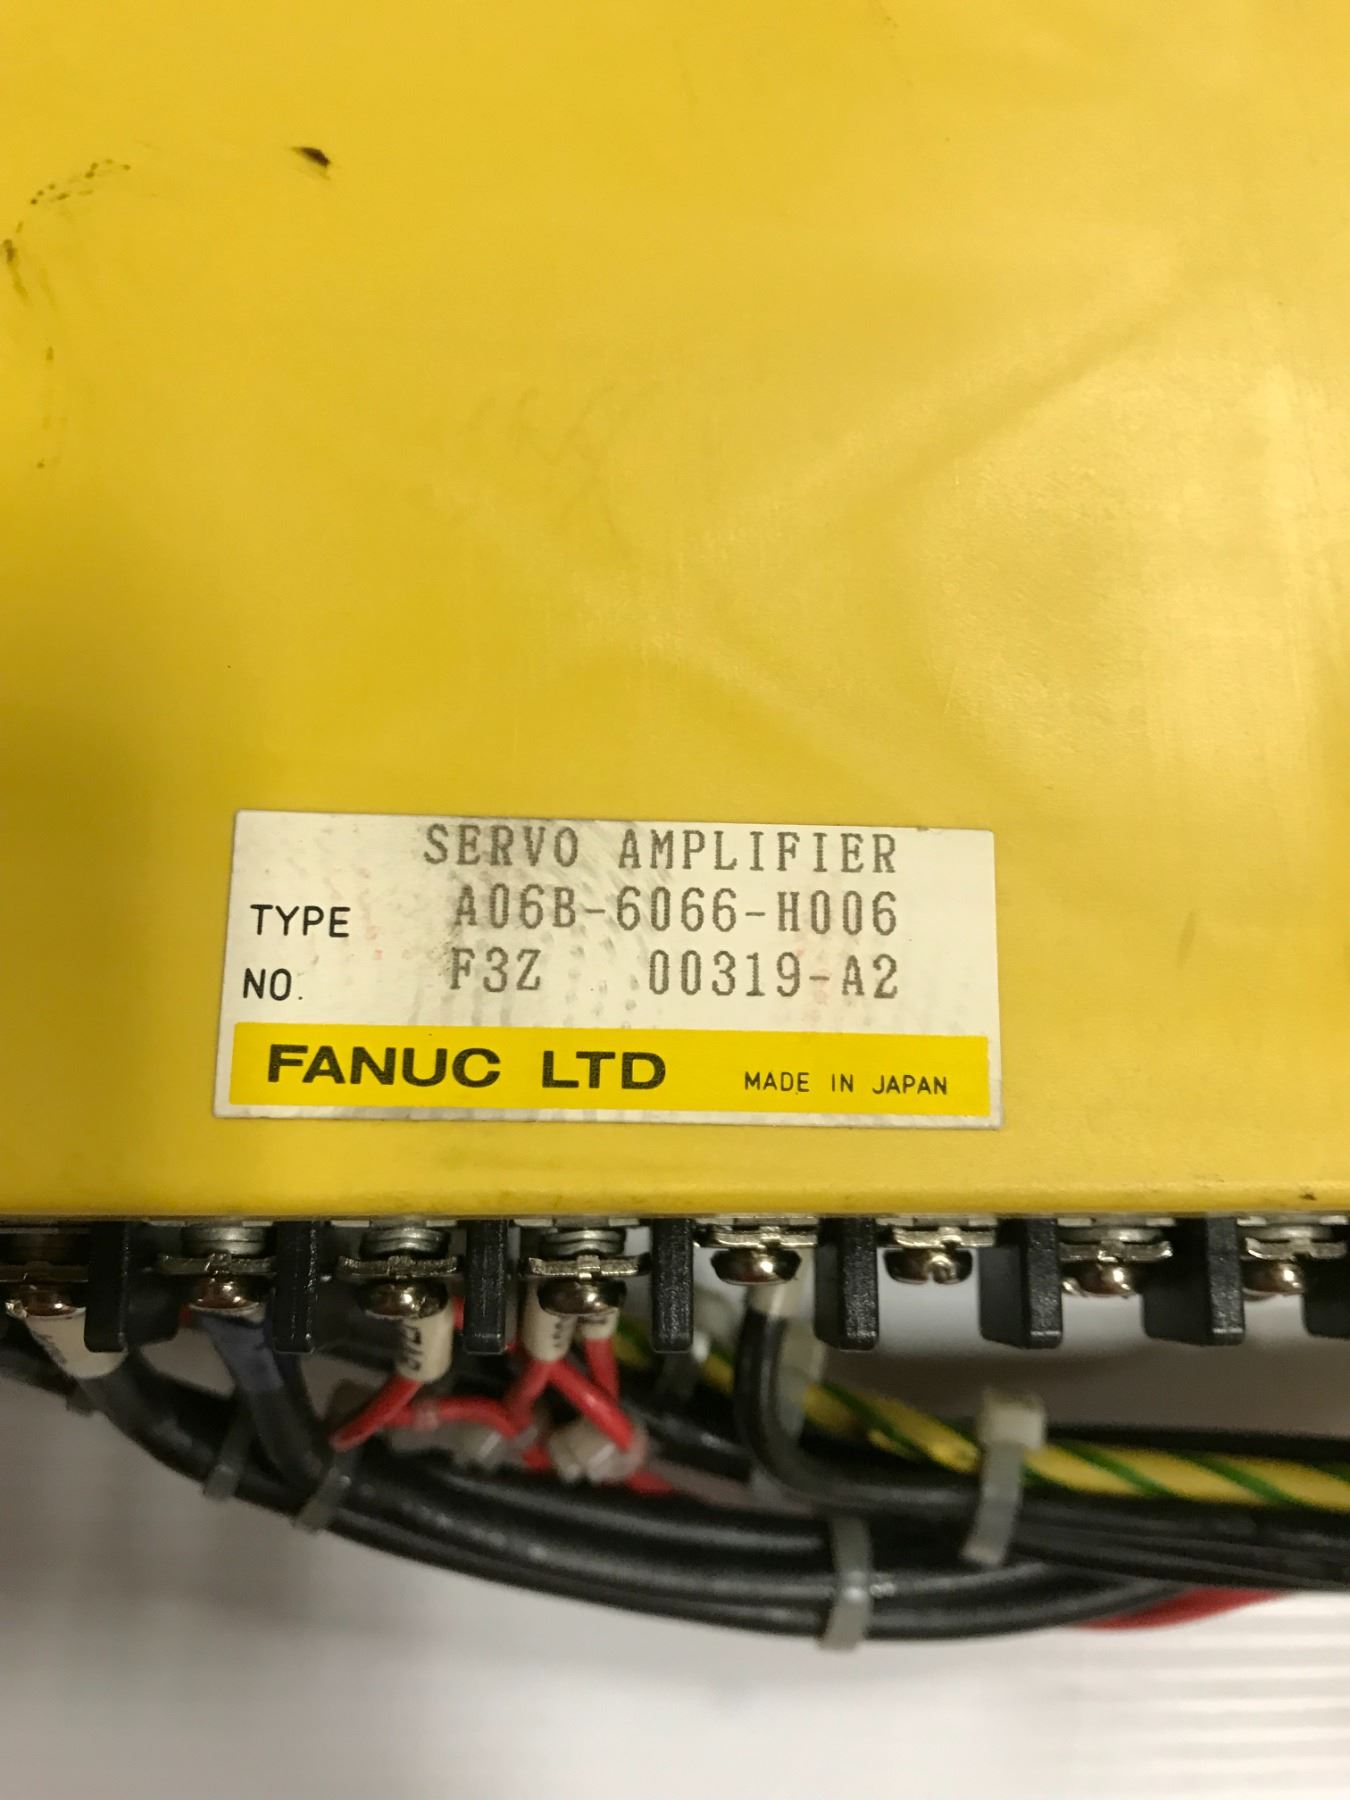 SERVO AMPLIFIER
TYPE A06B-6066-H006
NO. F3Z 00319-A2
FANUC LTD MADE IN JAPAN